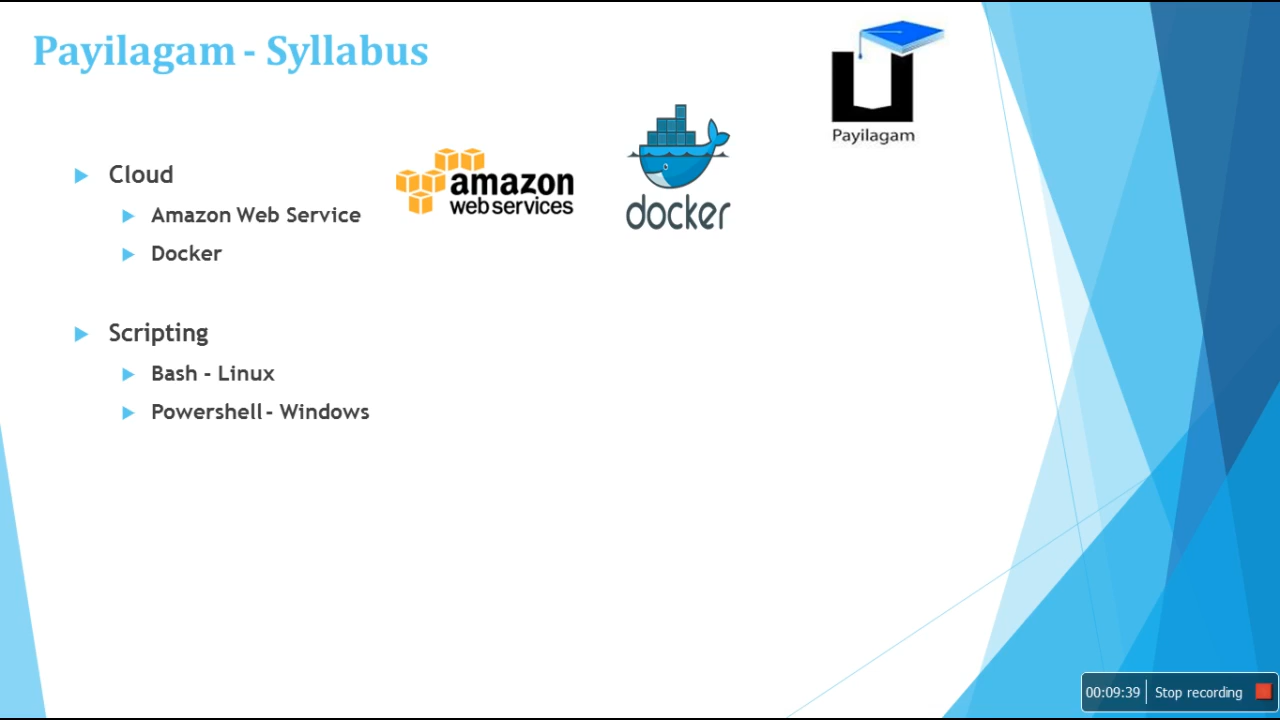 Payilagam - Syllabus
Payilagam
Cloud
Amazon Web Service
Docker
amazon
web services
docker
Scripting
Bash - Linux
Powershell - Windows
00:09:39 Stop recording